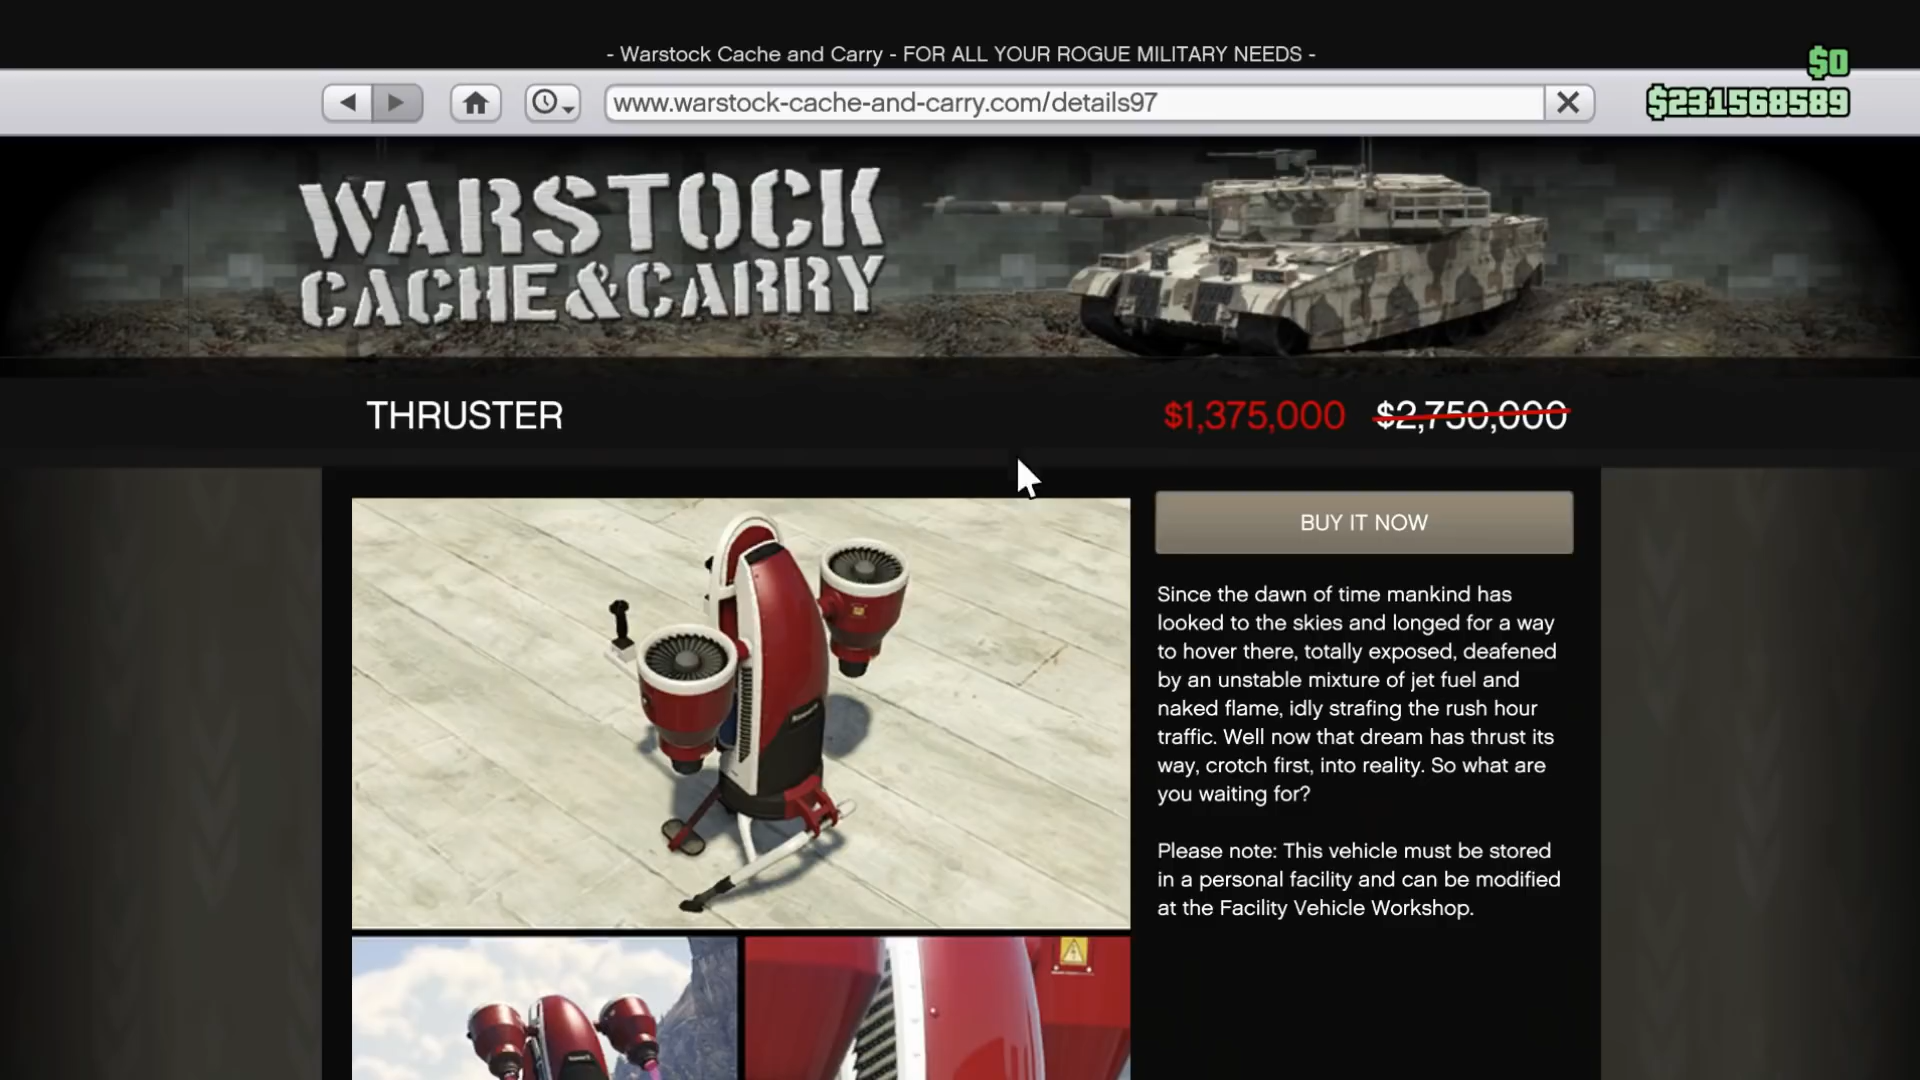 - Warstock Cache and Carry - FOR ALL YOUR ROGUE MILITARY NEEDS -
$0
www.warstock-cache-and-carry.com/details97
$231568589
WARSTOCK
CACHE&CARRY
THRUSTER
$1,375,000 $2,750,000
BUY IT NOW
Since the dawn of time mankind has
looked to the skies and longed for a way
to hover there, totally exposed, deafened
by an unstable mixture of jet fuel and
naked flame, idly strafing the rush hour
traffic. Well now that dream has thrust its
way, crotch first, into reality. So what are
you waiting for?
Please note: This vehicle must be stored
in a personal facility and can be modified
at the Facility Vehicle Workshop.